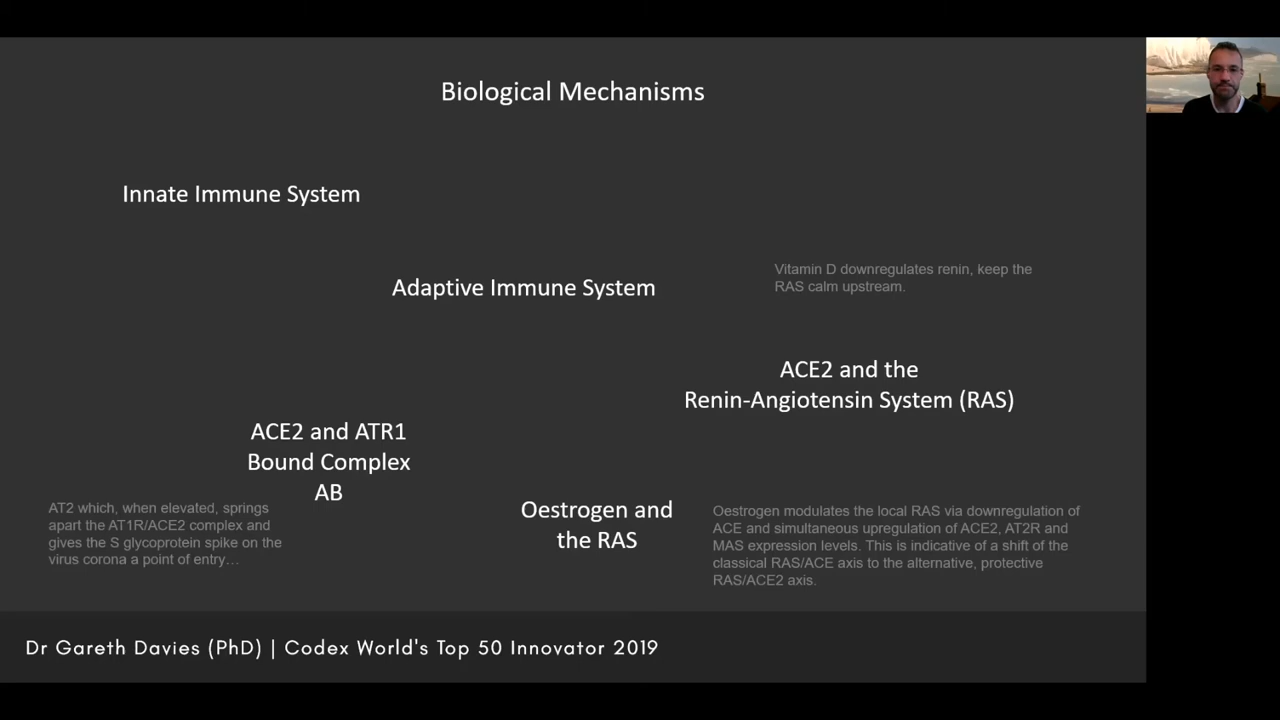 Biological Mechanisms
Innate Immune System
Adaptive Immune System
Vitamin D downregulates renin, keep the
RAS calm upstream.
ACE2 and the
Renin-Angiotensin System (RAS)
ACE2 and ATR1
Bound Complex
AB
AT2 which, when elevated, springs
apart the AT1R/ACE2 complex and
gives the S glycoprotein spike on the
virus corona a point of entry…
Oestrogen and
the RAS
Oestrogen modulates the local RAS via downregulation of
ACE and simultaneous upregulation of ACE2, AT2R and
MAS expression levels. This is indicative of a shift of the
classical RAS/ACE axis to the alternative, protective
RAS/ACE2 axis.
Dr Gareth Davies (PhD) | Codex World's Top 50 Innovator 2019